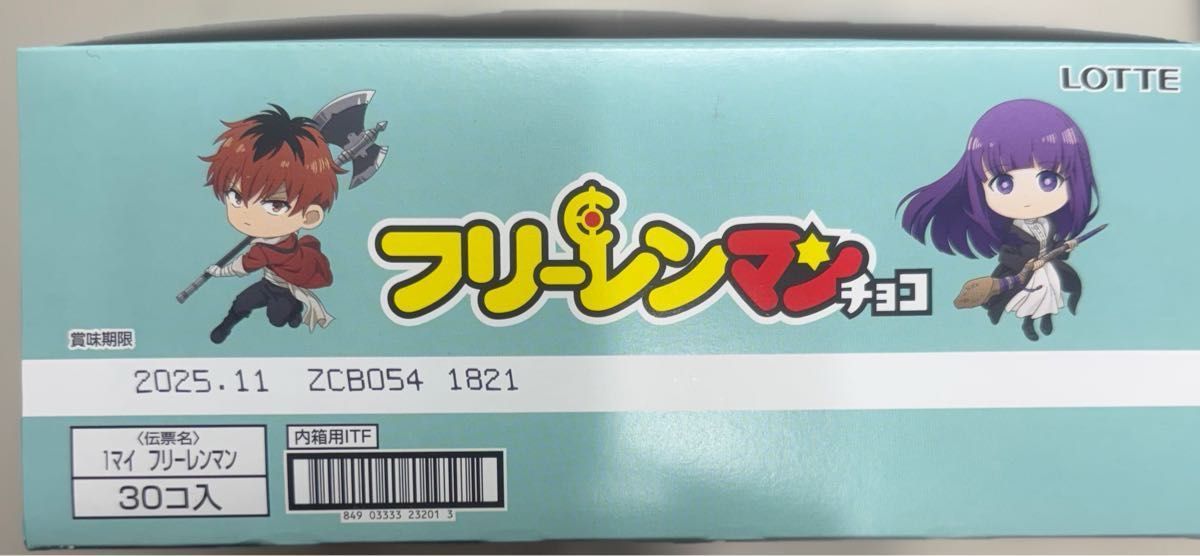 LOTTE
フリーレンマンチョコ
賞味期限
2025.11 ZCB054 1821
〈伝票名〉
1マイ フリーレンマン
30コ入
内箱用ITF
849 03333 23201 3